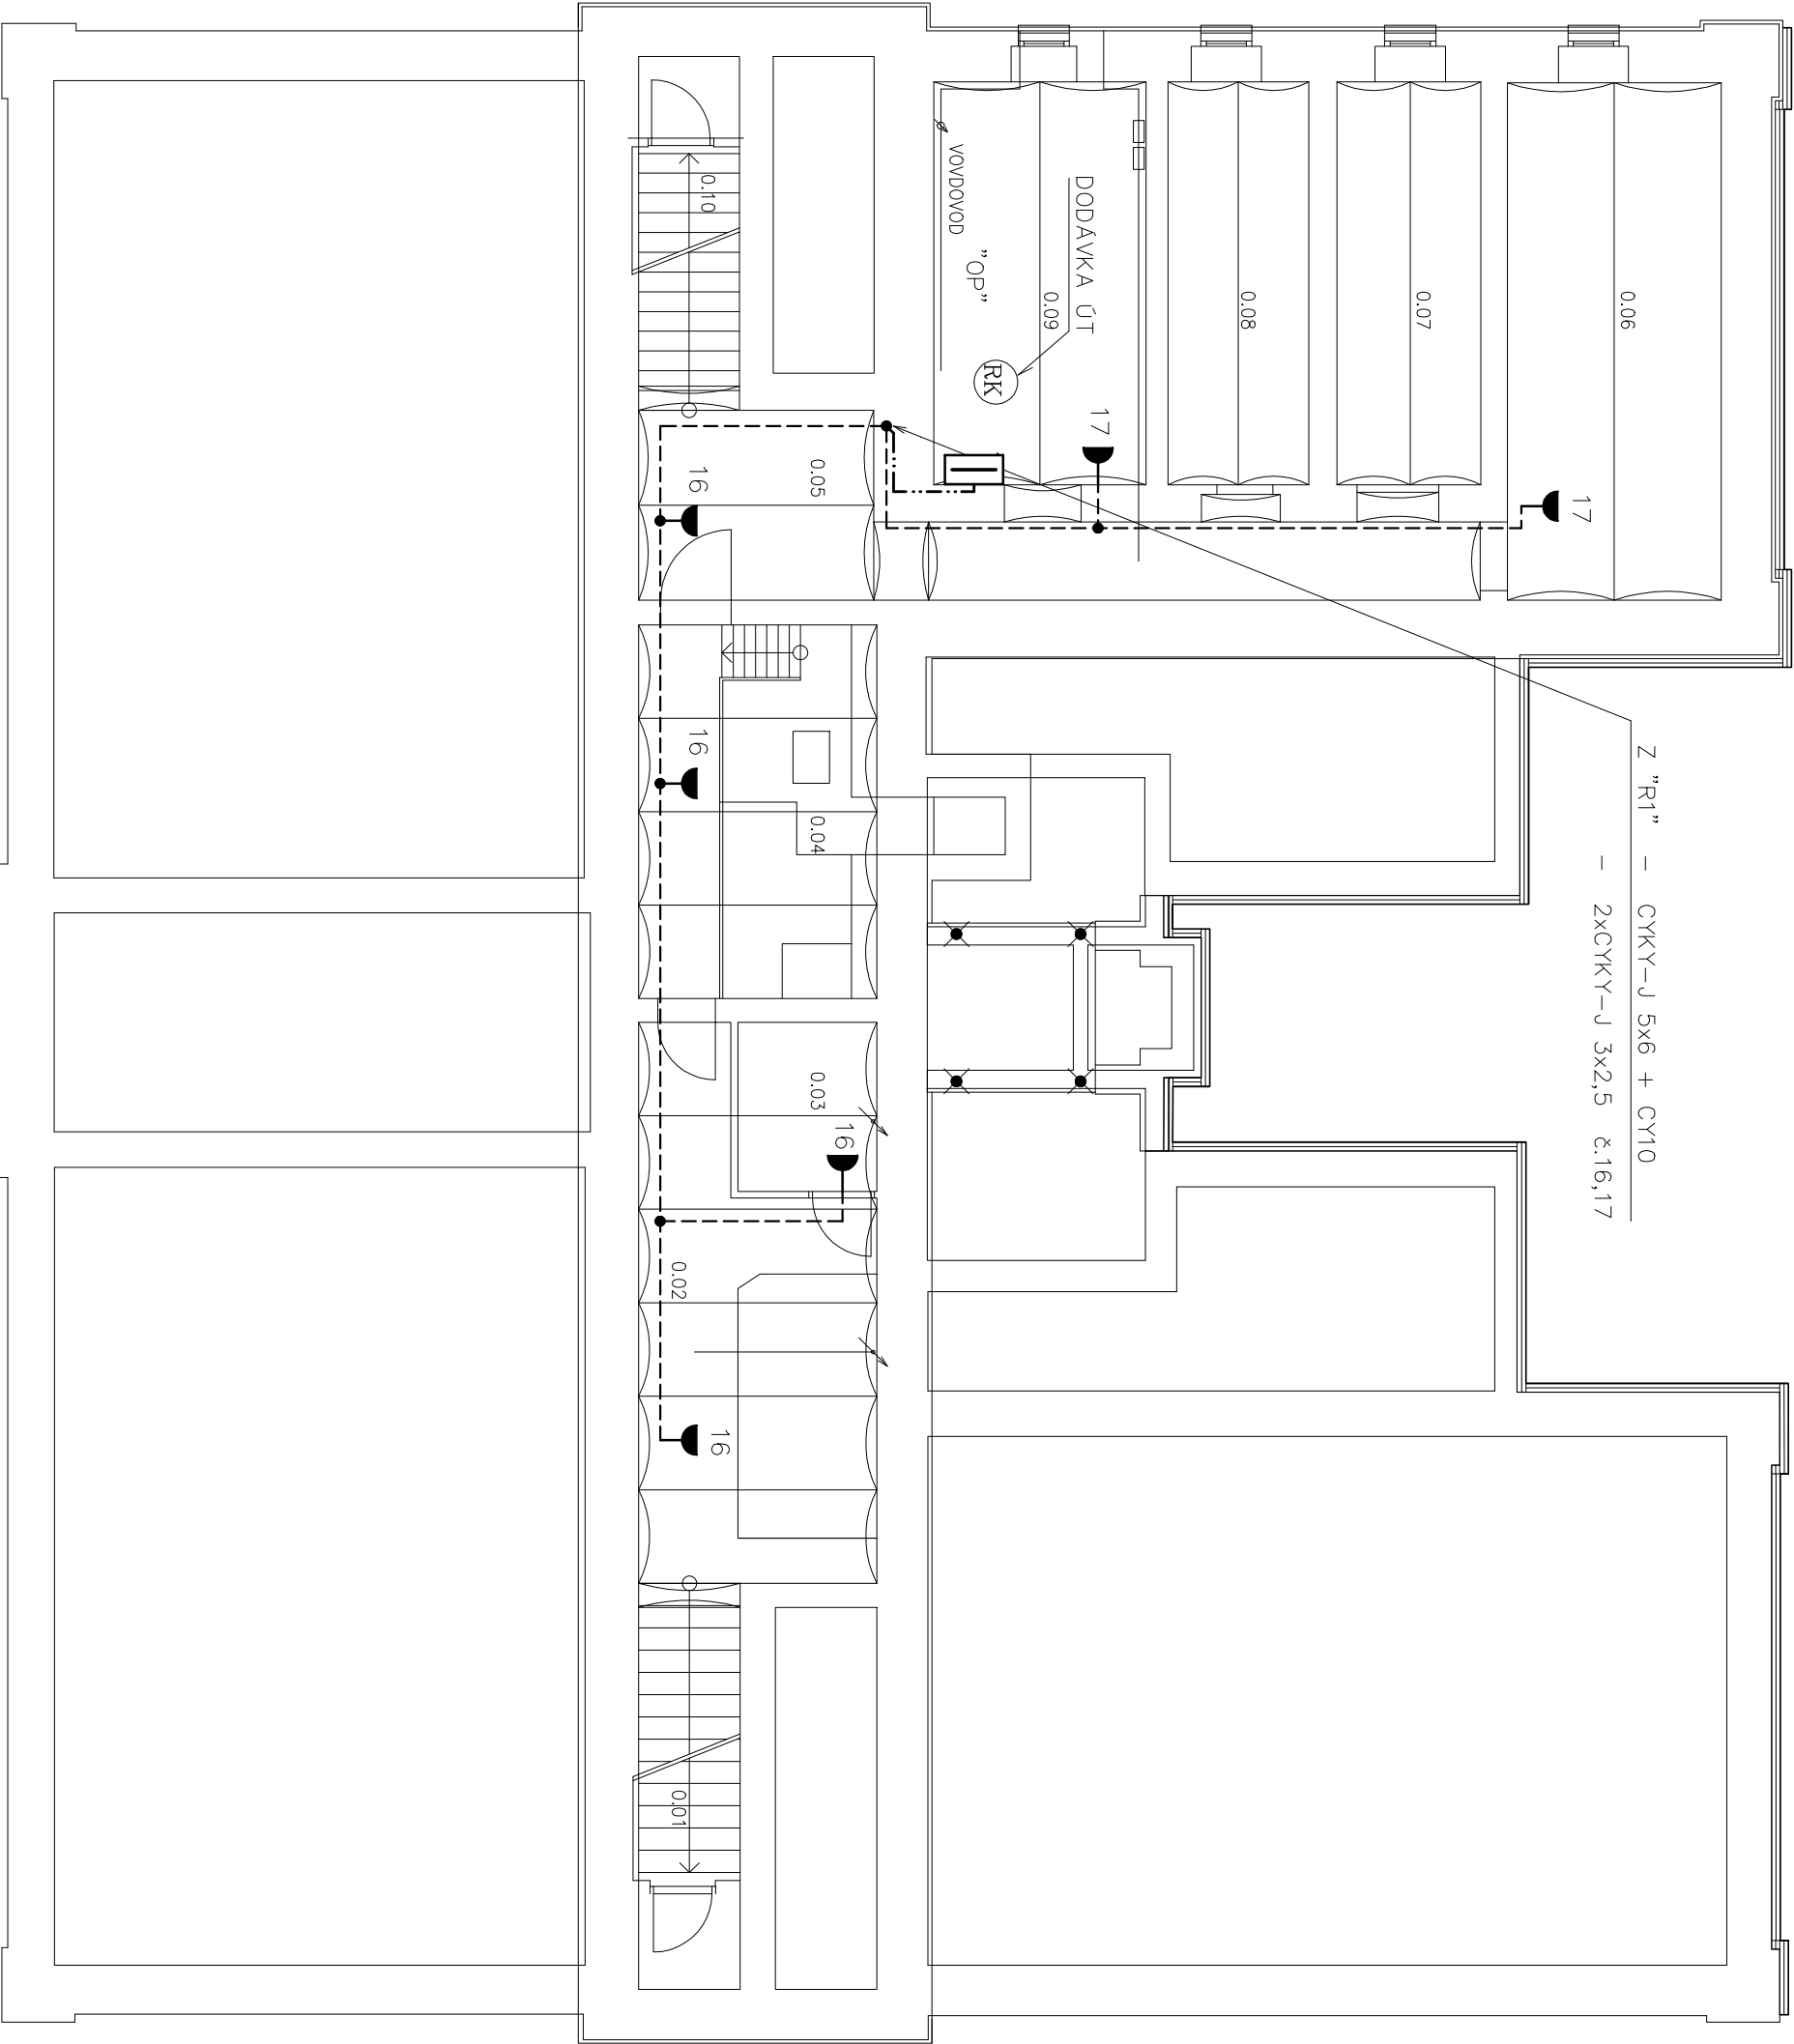 Z ”R1” - CYKY-J 5x6 + CY10
- 2xCYKY-J 3x2,5 č.16,17
0.06
17
0.07
0.08
17
DODÁVKA ÚT
0.09
RK
”OP”
VOVDOVOD
0.05
0.04
0.03
16
0.10
16
16
0.02
16
0.01